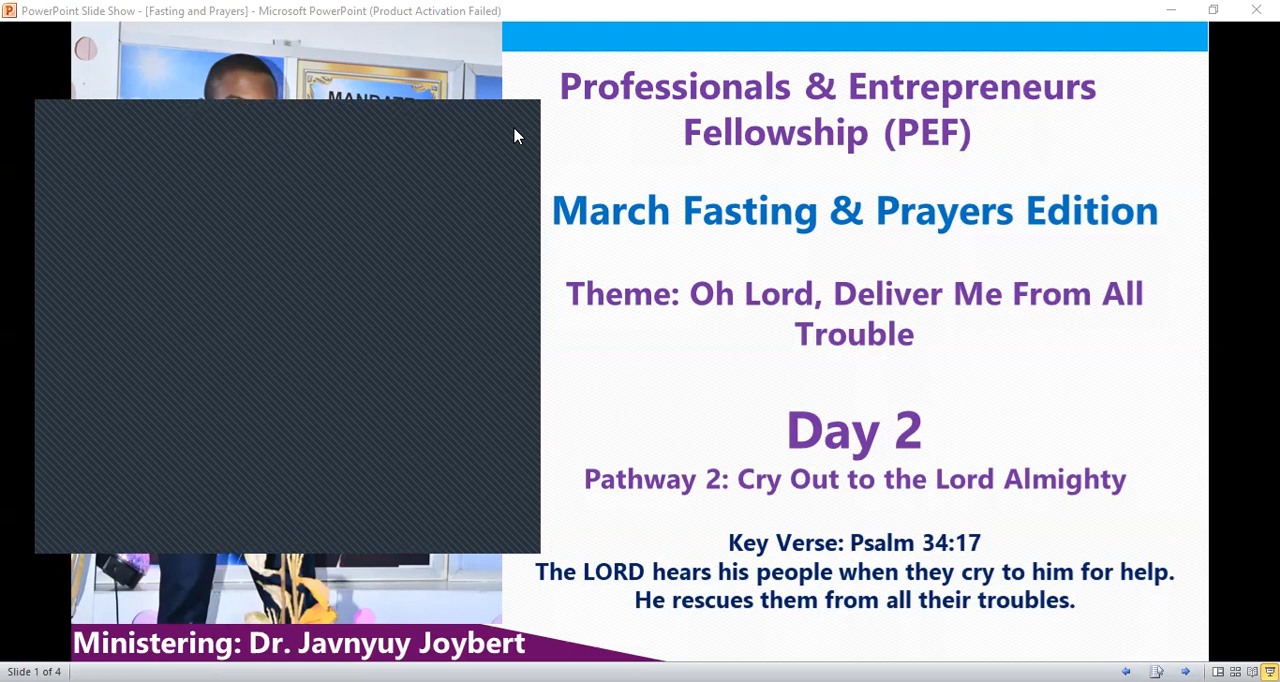 PowerPoint Slide Show - [Fasting and Prayers] - Microsoft PowerPoint (Product Activation Failed)
MANDATE
Professionals & Entrepreneurs
Fellowship (PEF)
March Fasting & Prayers Edition
Theme: Oh Lord, Deliver Me From All
Trouble
Day 2
Pathway 2: Cry Out to the Lord Almighty
Key Verse: Psalm 34:17
The LORD hears his people when they cry to him for help.
He rescues them from all their troubles.
Ministering: Dr. Javnyuy Joybert
Slide 1 of 4